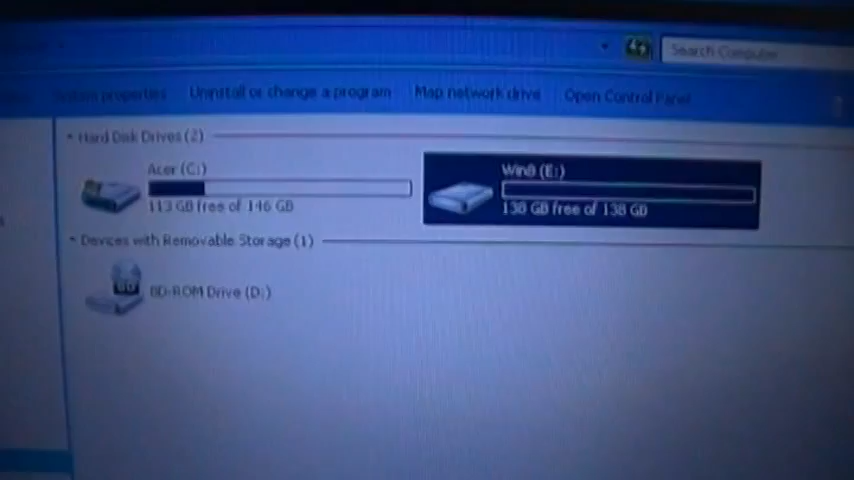 Search Computer
System properties Uninstall or change a program Map network drive Open Control Panel
Hard Disk Drives (2)
Acer (C:)
113 GB free of 146 GB
Win8 (E:)
138 GB free of 138 GB
Devices with Removable Storage (1)
BD
BD-ROM Drive (D:)